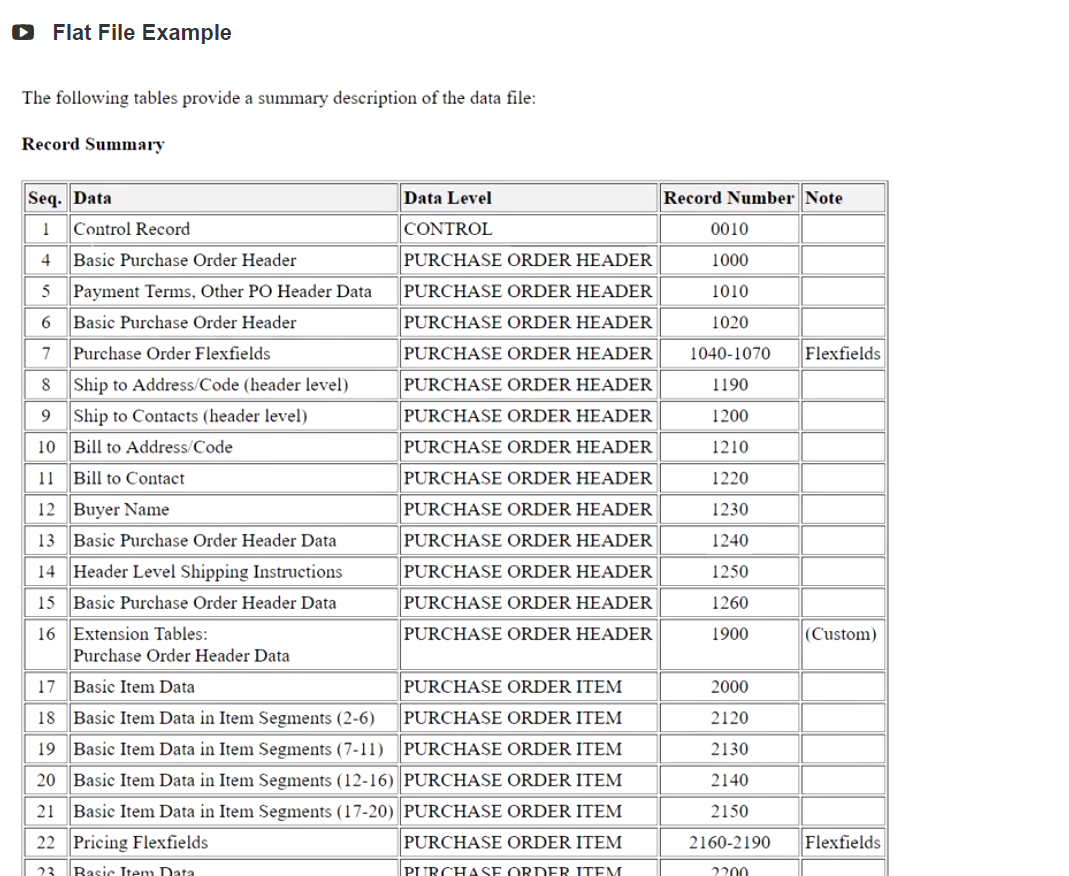 Flat File Example
The following tables provide a summary description of the data file:
Record Summary
Seq. Data Data Level Record Number Note
1 Control Record CONTROL 0010
4 Basic Purchase Order Header PURCHASE ORDER HEADER 1000
5 Payment Terms, Other PO Header Data PURCHASE ORDER HEADER 1010
6 Basic Purchase Order Header PURCHASE ORDER HEADER 1020
7 Purchase Order Flexfields PURCHASE ORDER HEADER 1040-1070 Flexfields
8 Ship to Address/Code (header level) PURCHASE ORDER HEADER 1190
9 Ship to Contacts (header level) PURCHASE ORDER HEADER 1200
10 Bill to Address/Code PURCHASE ORDER HEADER 1210
11 Bill to Contact PURCHASE ORDER HEADER 1220
12 Buyer Name PURCHASE ORDER HEADER 1230
13 Basic Purchase Order Header Data PURCHASE ORDER HEADER 1240
14 Header Level Shipping Instructions PURCHASE ORDER HEADER 1250
15 Basic Purchase Order Header Data PURCHASE ORDER HEADER 1260
16 Extension Tables: PURCHASE ORDER HEADER 1900 (Custom)
Purchase Order Header Data
17 Basic Item Data PURCHASE ORDER ITEM 2000
18 Basic Item Data in Item Segments (2-6) PURCHASE ORDER ITEM 2120
19 Basic Item Data in Item Segments (7-11) PURCHASE ORDER ITEM 2130
20 Basic Item Data in Item Segments (12-16) PURCHASE ORDER ITEM 2140
21 Basic Item Data in Item Segments (17-20) PURCHASE ORDER ITEM 2150
22 Pricing Flexfields PURCHASE ORDER ITEM 2160-2190 Flexfields
23 Basic Item Data PURCHASE ORDER ITEM 2200